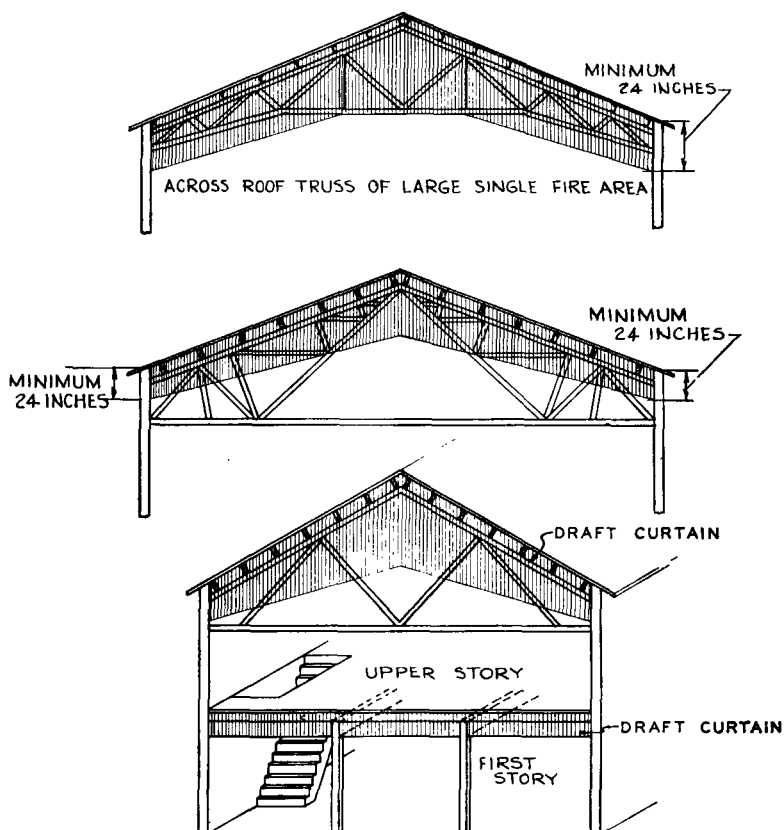 MINIMUM
24 INCHES
ACROSS ROOF TRUSS OF LARGE SINGLE FIRE AREA
MINIMUM
24 INCHES
MINIMUM
24 INCHES
DRAFT CURTAIN
UPPER STORY
DRAFT CURTAIN
FIRST
STORY